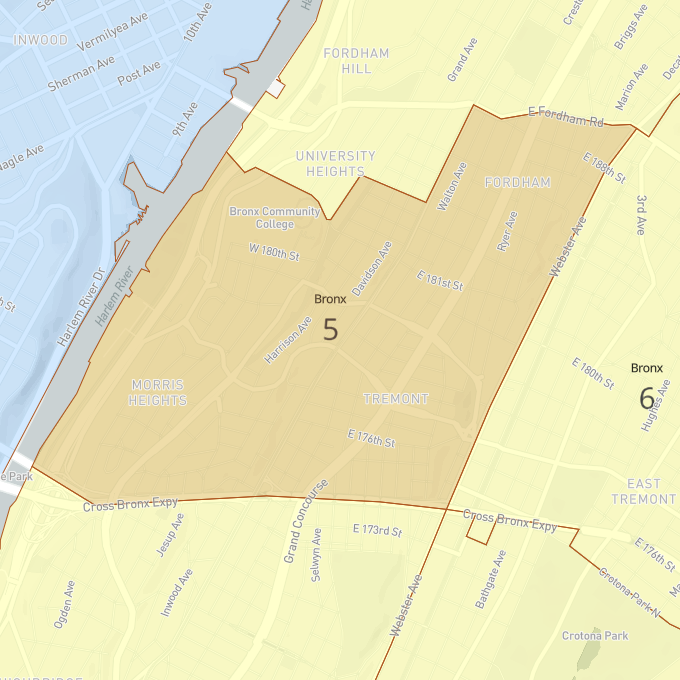 10th Ave
Crest
INWOOD
Vermilyea Ave
Briggs Ave
FORDHAM
HILL
Grand Ave
Sherman Ave
Post Ave
Marion Ave
Decat
9th Ave
E Fordham Rd
Nagle Ave
UNIVERSITY
HEIGHTS
E 188th St
Walton Ave
FORDHAM
3rd Ave
Bronx Community
College
Ryer Ave
W 180th St
Webster Ave
Davidson Ave
E 181st St
Harlem River Dr
Harlem River
h St
Bronx
5
Harrison Ave
Bronx
6
E 180th St
MORRIS
HEIGHTS
TREMONT
Hughes Ave
E 176th St
e Park
EAST
TREMONT
Cross Bronx Expy
Grand Concourse
Cross Bronx Expy
Jesup Ave
E 173rd St
E 176th St
Selwyn Ave
Bathgate Ave
Inwood Ave
Ogden Ave
Webster Ave
Crotona Park N
Ma
Crotona Park